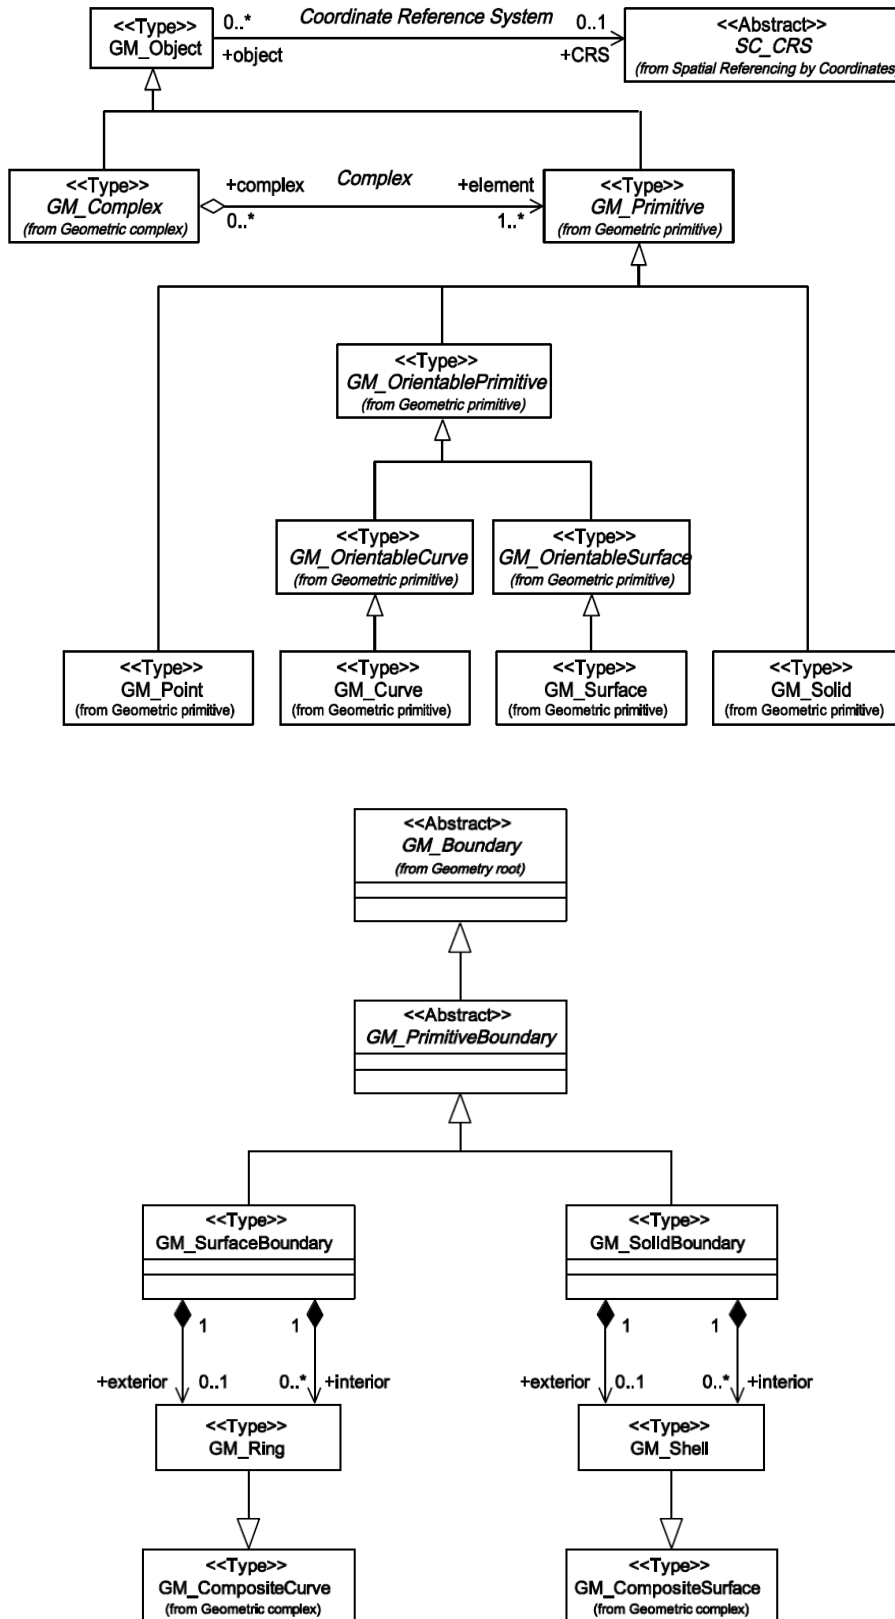 <<Type>>
GM_Object
0..*
Coordinate Reference System
0..1
+object
+CRS
<<Abstract>>
SC_CRS
(from Spatial Referencing by Coordinates)
<<Type>>
GM_Complex
(from Geometric complex)
+complex
Complex
+element
0..*
1..*
<<Type>>
GM_Primitive
(from Geometric primitive)
<<Type>>
GM_OrientablePrimitive
(from Geometric primitive)
<<Type>>
GM_OrientableCurve
(from Geometric primitive)
<<Type>>
GM_OrientableSurface
(from Geometric primitive)
<<Type>>
GM_Point
(from Geometric primitive)
<<Type>>
GM_Curve
(from Geometric primitive)
<<Type>>
GM_Surface
(from Geometric primitive)
<<Type>>
GM_Solid
(from Geometric primitive)
<<Abstract>>
GM_Boundary
(from Geometry root)
<<Abstract>>
GM_PrimitiveBoundary
<<Type>>
GM_SurfaceBoundary
<<Type>>
GM_SolidBoundary
1
1
1
1
+exterior
0..1
0..*
+interior
+exterior
0..1
0..*
+interior
<<Type>>
GM_Ring
<<Type>>
GM_Shell
<<Type>>
GM_CompositeCurve
(from Geometric complex)
<<Type>>
GM_CompositeSurface
(from Geometric complex)